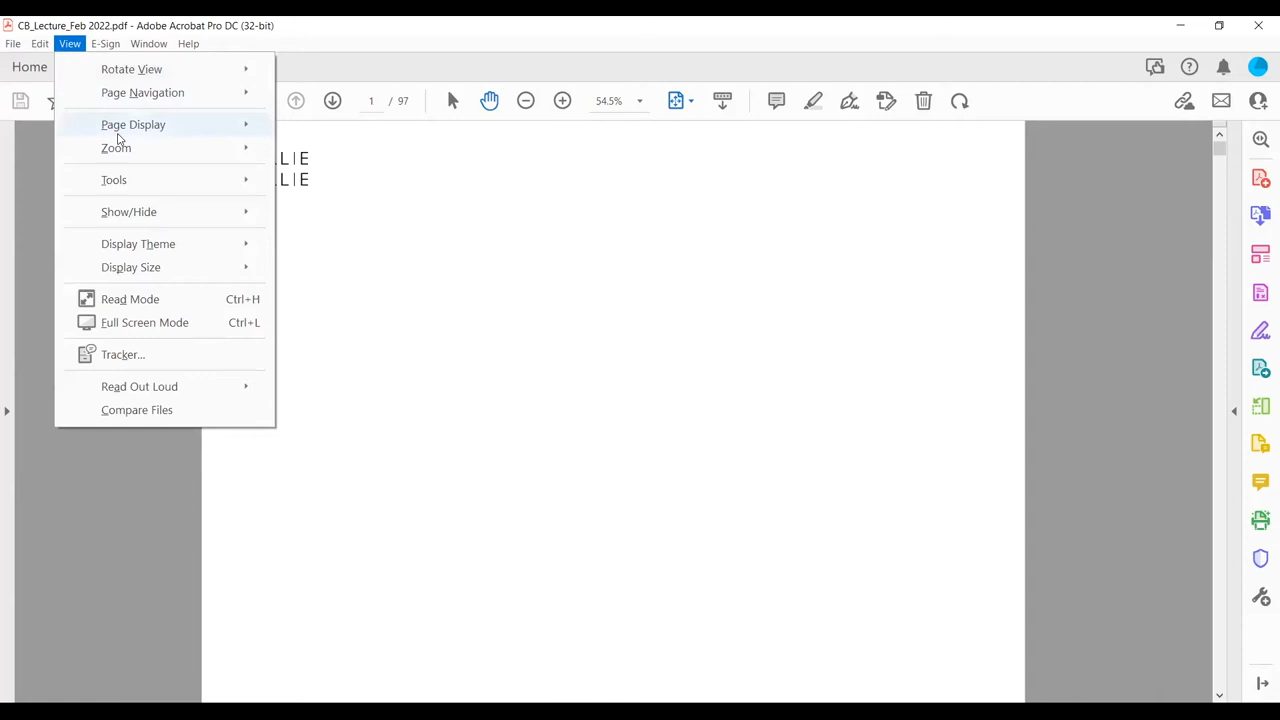 CB_Lecture_Feb 2022.pdf - Adobe Acrobat Pro DC (32-bit)
File Edit View E-Sign Window Help
Home
1 / 97 54.5%
Rotate View
Page Navigation
Page Display
Zoom
Tools
Show/Hide
Display Theme
Display Size
Read Mode Ctrl+H
Full Screen Mode Ctrl+L
Tracker...
Read Out Loud
Compare Files
LLIE
LLIE